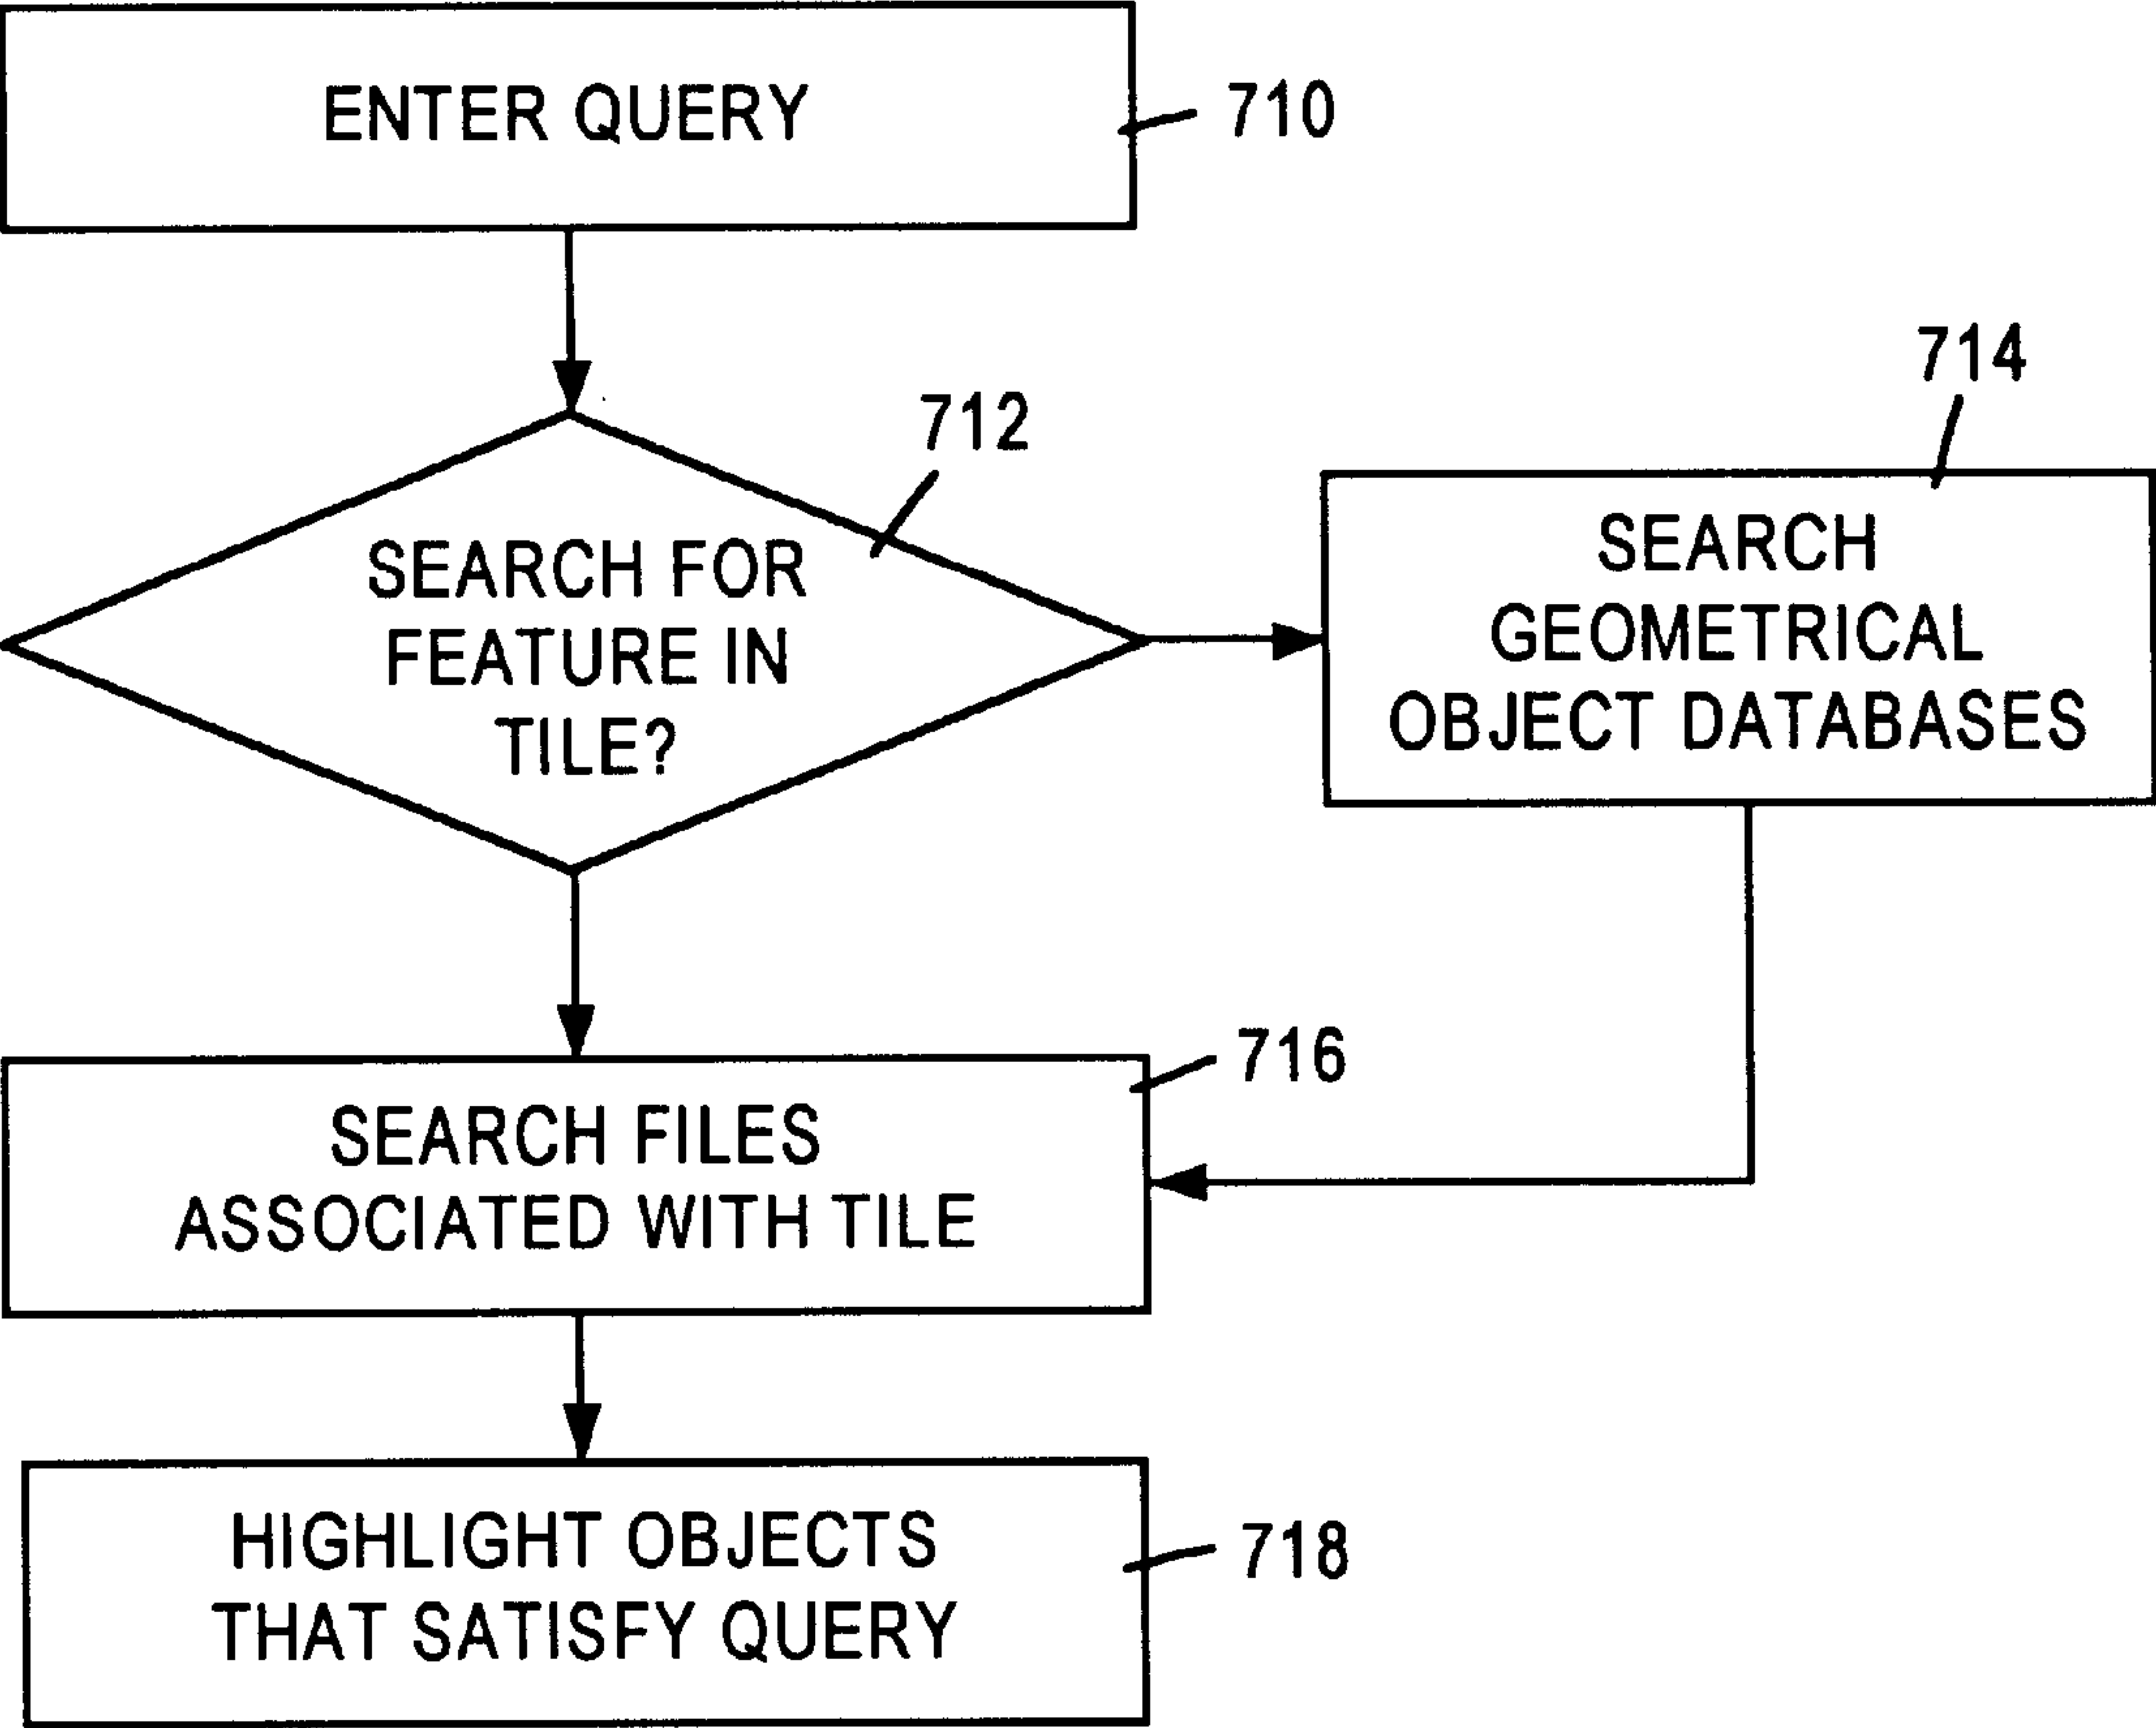 ENTER QUERY
710
712
SEARCH FOR
FEATURE IN
TILE?
714
SEARCH
GEOMETRICAL
OBJECT DATABASES
716
SEARCH FILES
ASSOCIATED WITH TILE
HIGHLIGHT OBJECTS
THAT SATISFY QUERY
718